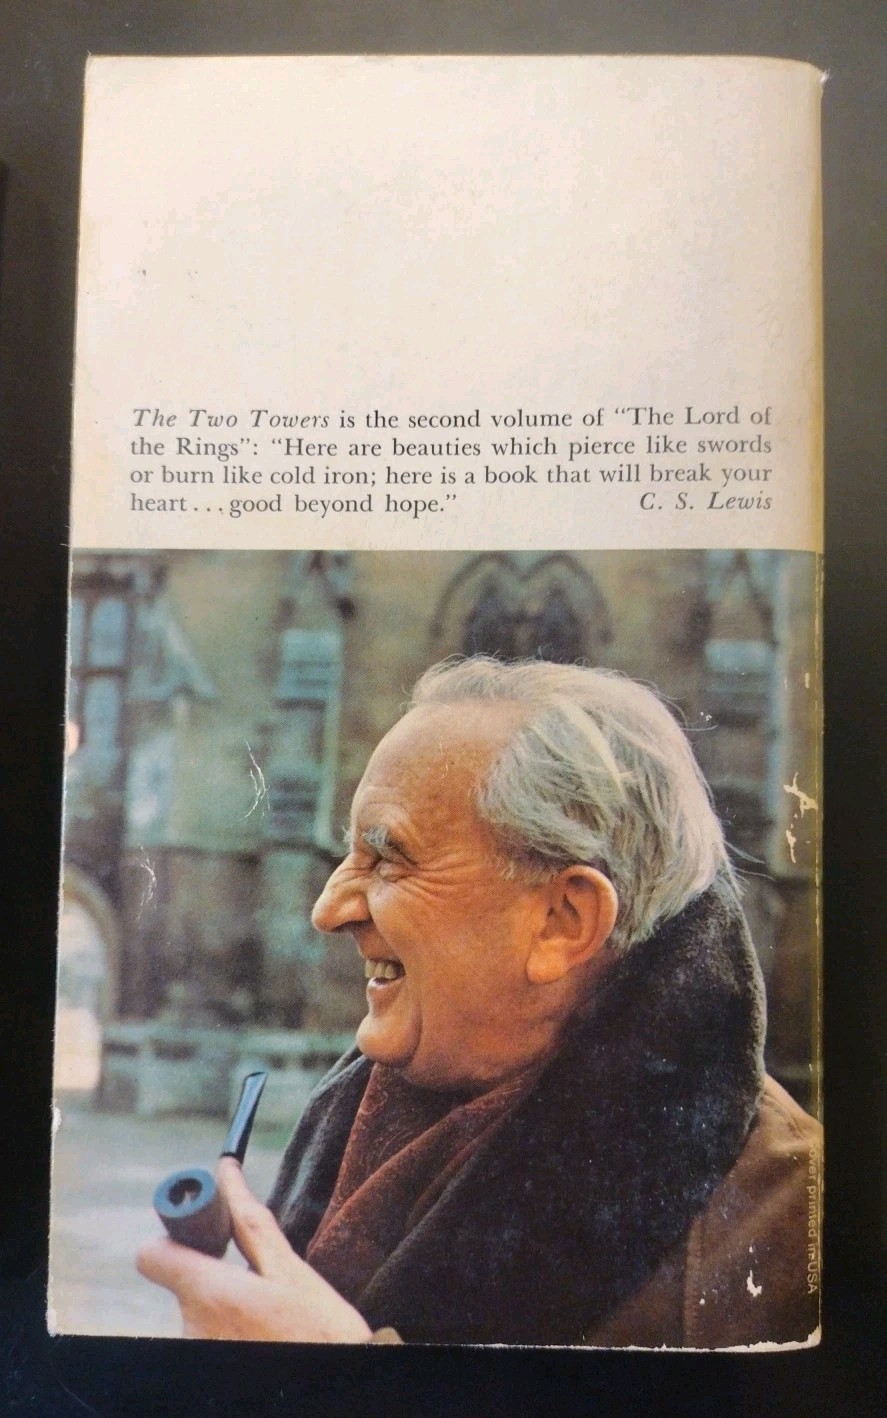 The Two Towers is the second volume of “The Lord of
the Rings”: “Here are beauties which pierce like swords
or burn like cold iron; here is a book that will break your
heart . . . good beyond hope.” C. S. Lewis
over printed in USA